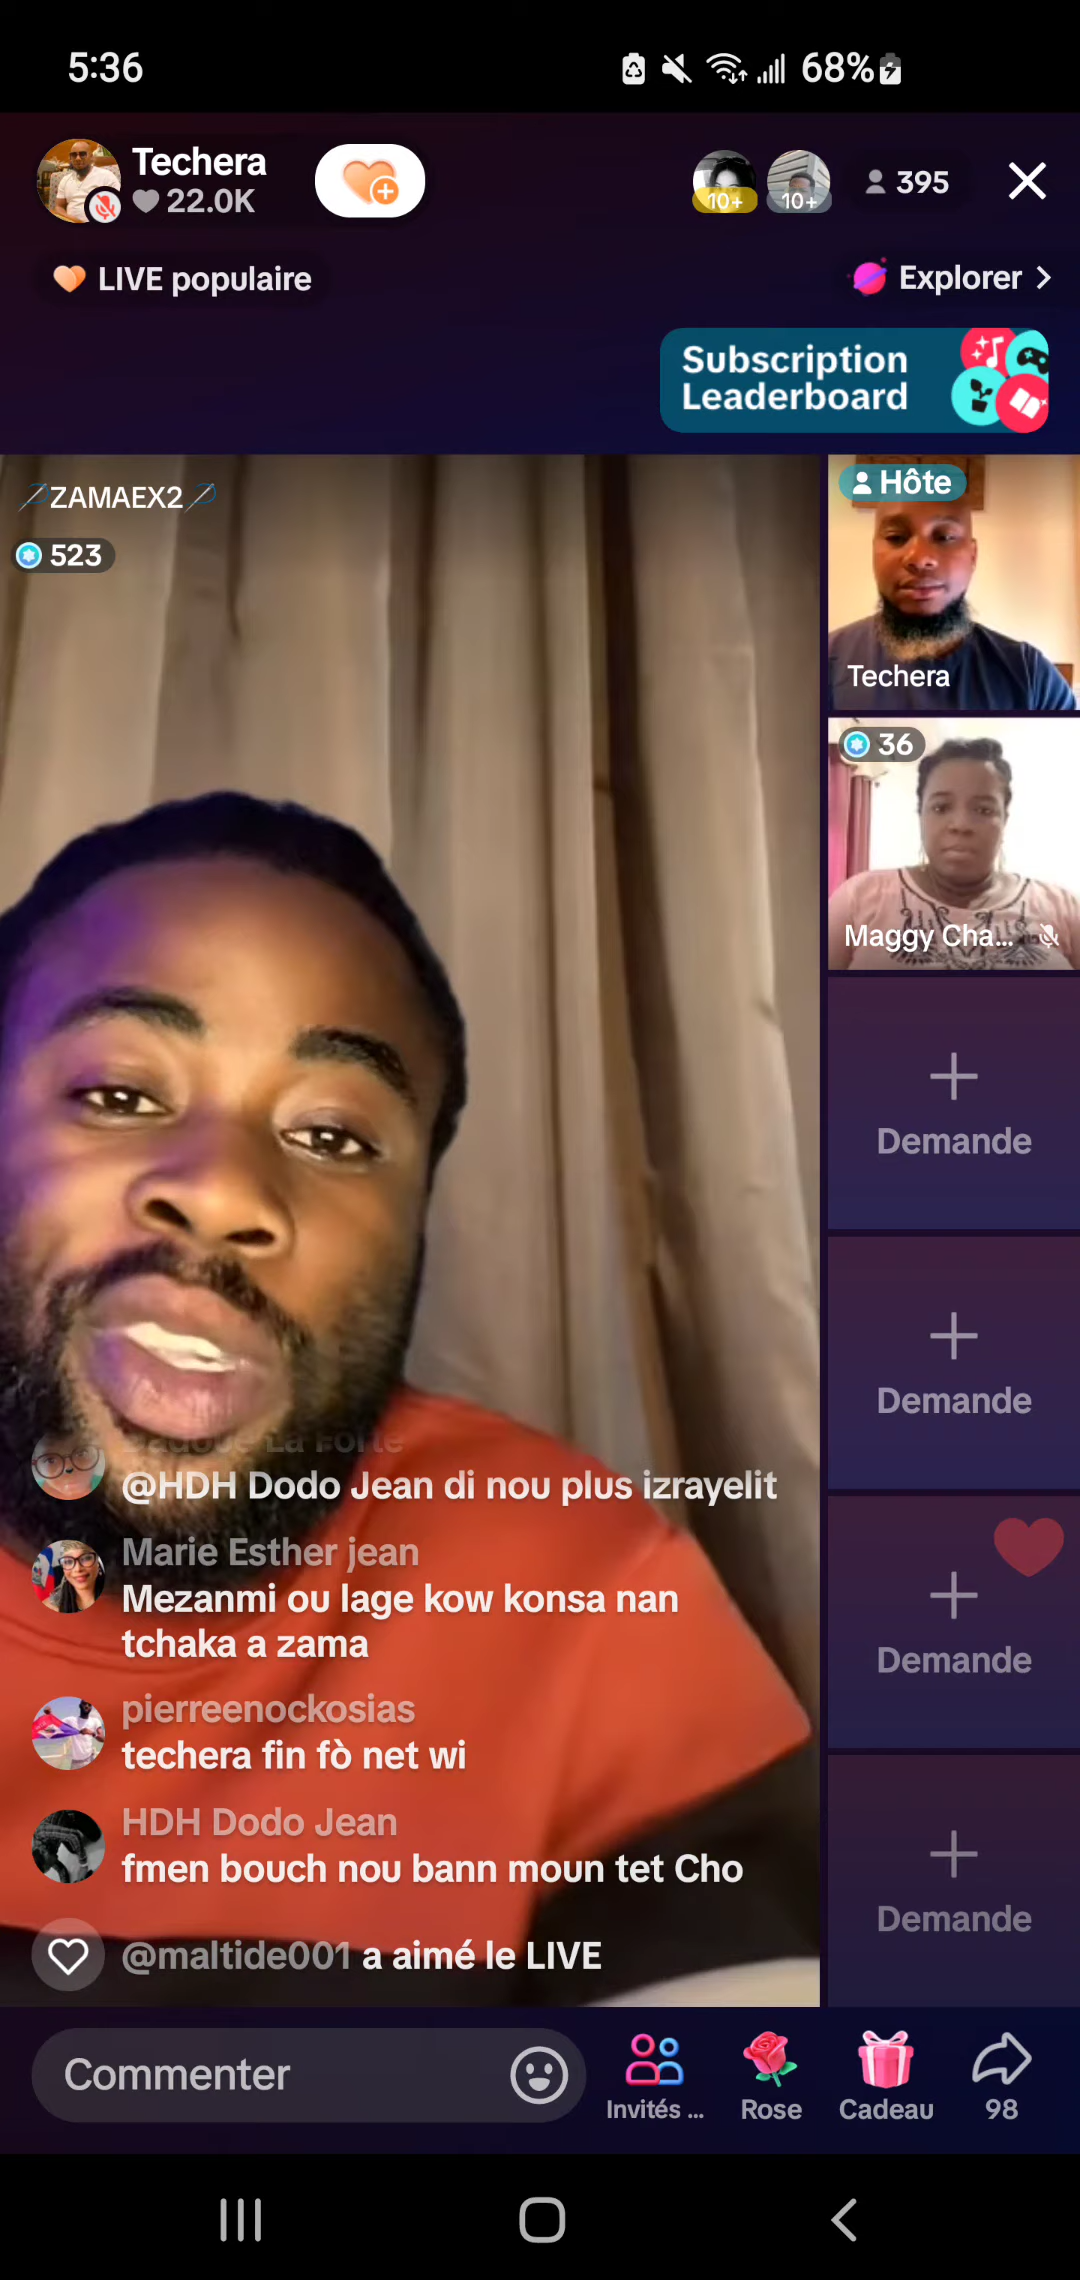 5:36
68%
Techera
22.0K
10+
10+
395
LIVE populaire
Explorer
Subscription
Leaderboard
ZAMAEX2
523
Hôte
Techera
36
Maggy Cha...
Demande
Demande
Demande
Demande
@HDH Dodo Jean di nou plus izrayelit
Marie Esther jean
Mezanmi ou lage kow konsa nan
tchaka a zama
pierreenockosias
techera fin fò net wi
HDH Dodo Jean
fmen bouch nou bann moun tet Cho
@maltide001 a aimé le LIVE
Commenter
Invités ...
Rose
Cadeau
98